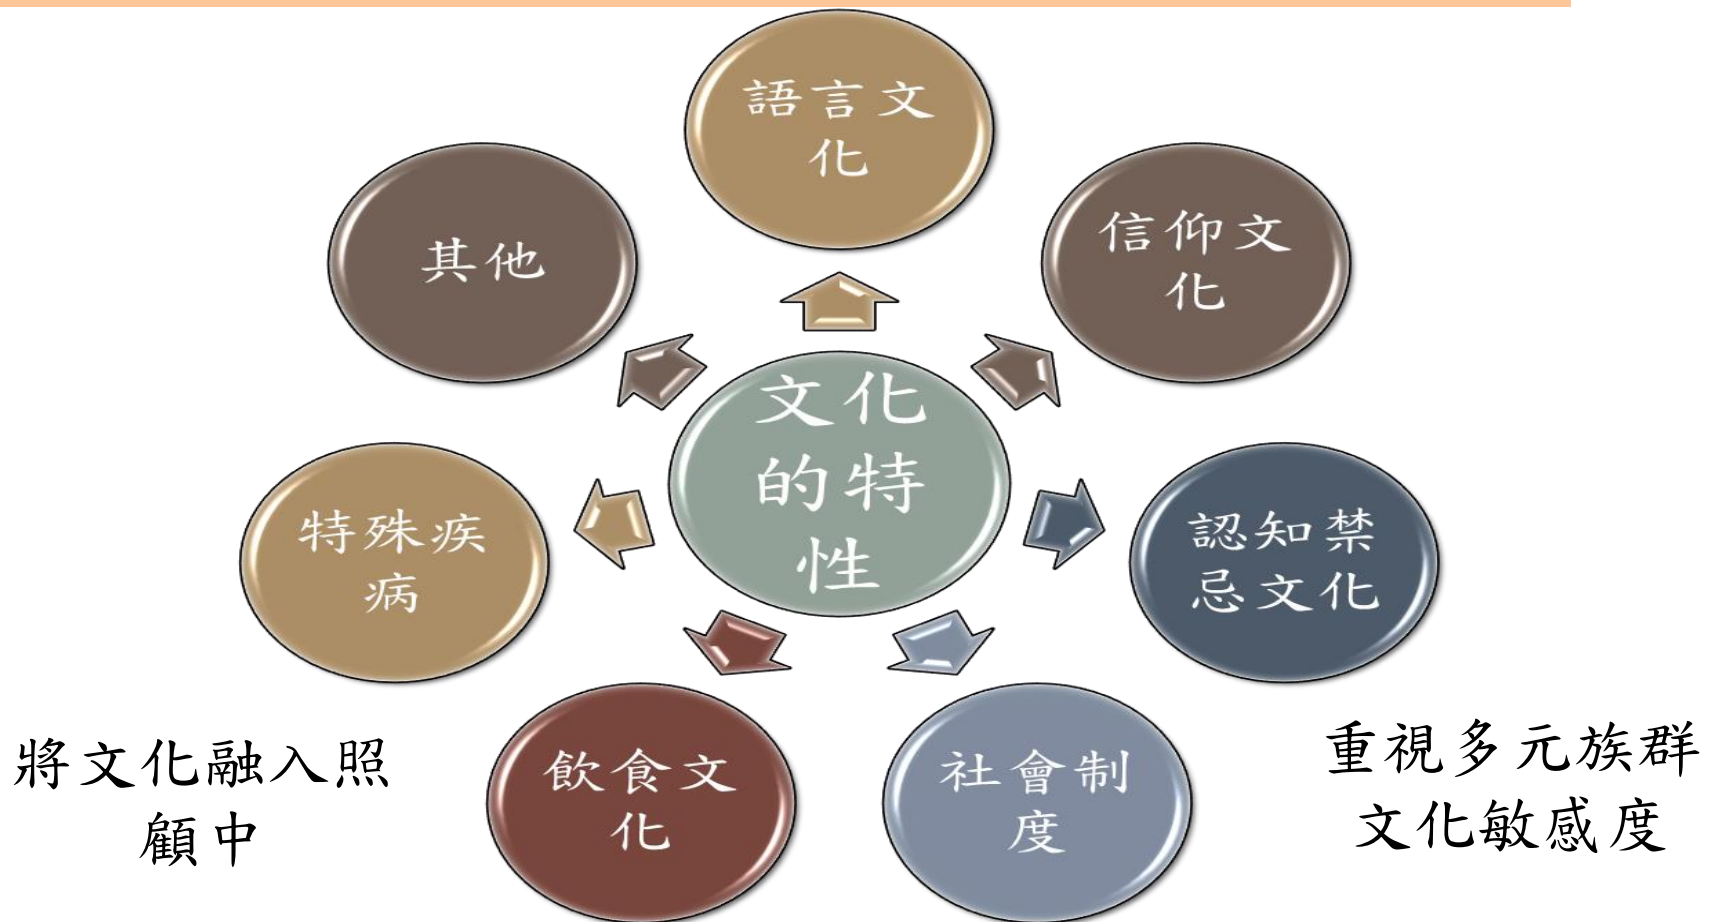 語言文
化
信仰文
化
認知禁
忌文化
社會制
度
飲食文
化
特殊疾
病
其他
文化
的特
性
將文化融入照
顧中
重視多元族群
文化敏感度